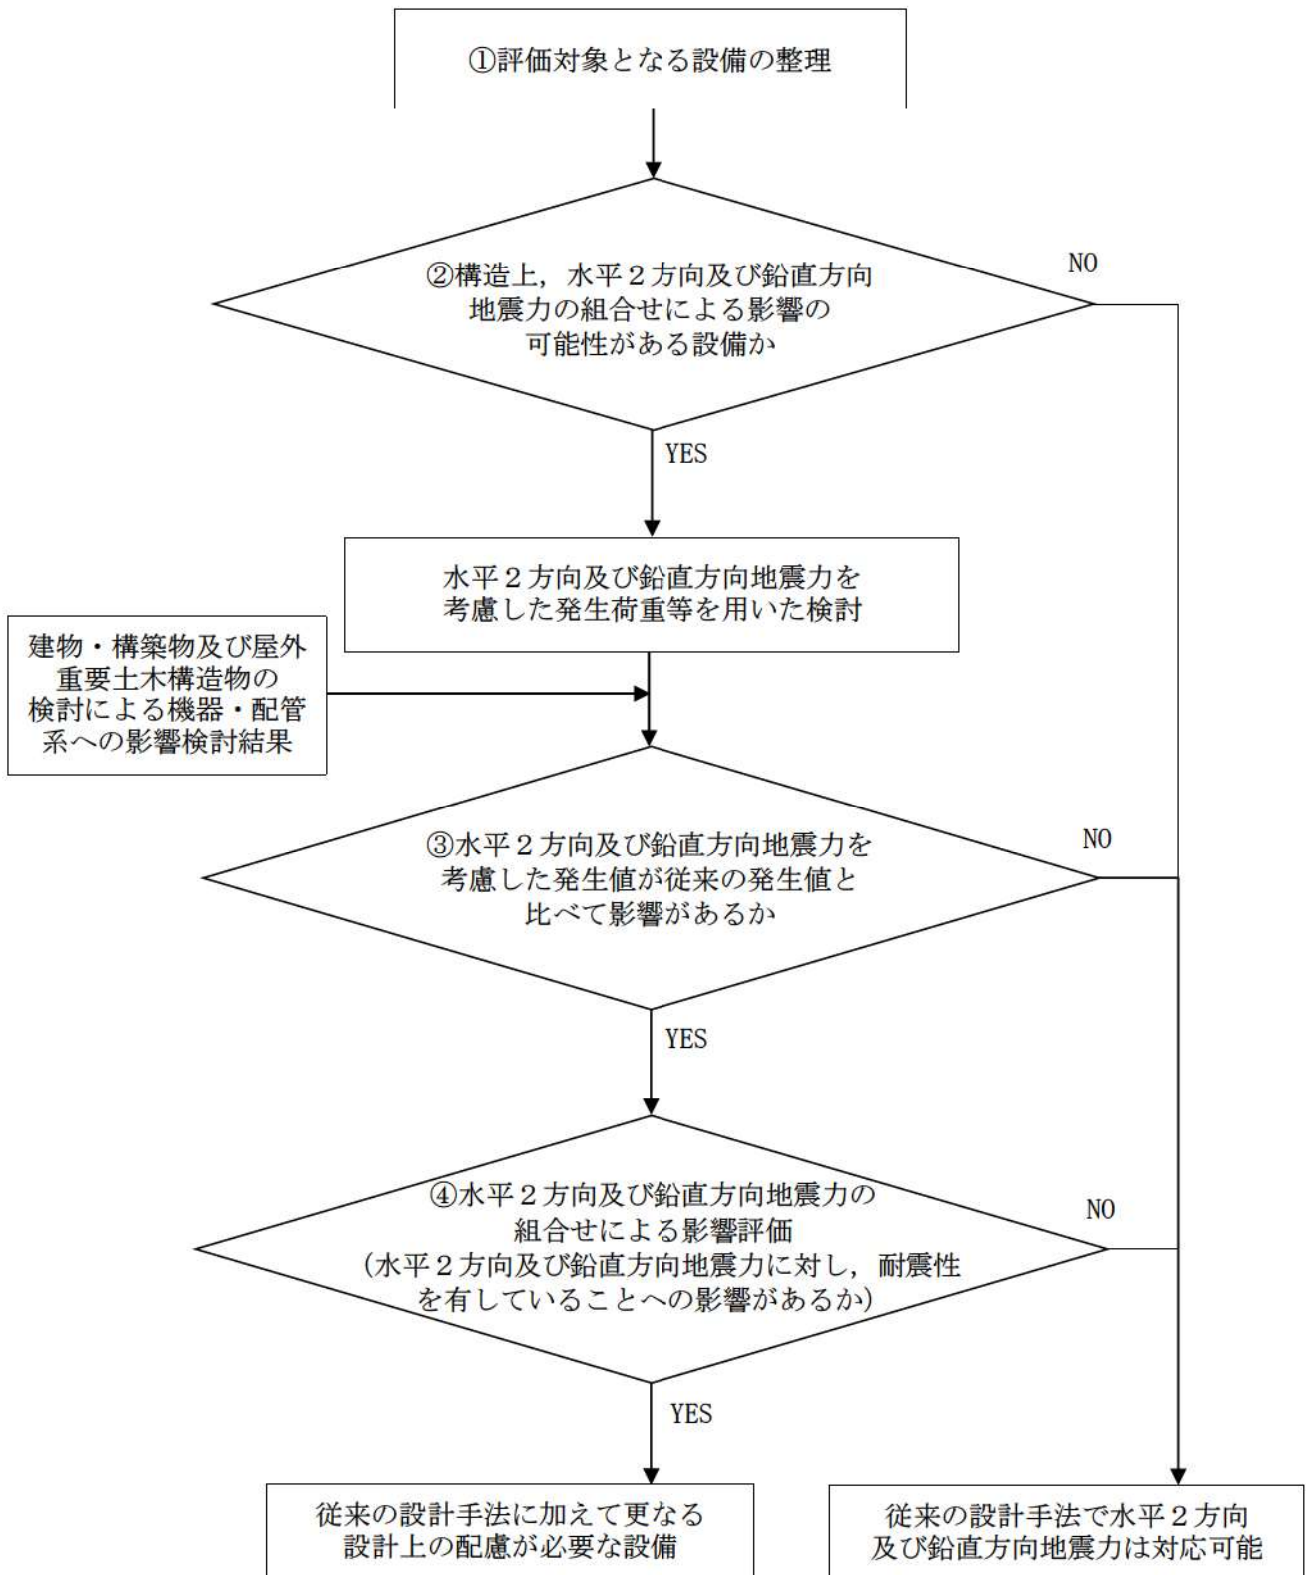 ①評価対象となる設備の整理
②構造上，水平２方向及び鉛直方向
地震力の組合せによる影響の
可能性がある設備か
NO
YES
水平２方向及び鉛直方向地震力を
考慮した発生荷重等を用いた検討
建物・構築物及び屋外
重要土木構造物の
検討による機器・配管
系への影響検討結果
③水平２方向及び鉛直方向地震力を
考慮した発生値が従来の発生値と
比べて影響があるか
NO
YES
④水平２方向及び鉛直方向地震力の
組合せによる影響評価
（水平２方向及び鉛直方向地震力に対し，耐震性
を有していることへの影響があるか）
NO
YES
従来の設計手法に加えて更なる
設計上の配慮が必要な設備
従来の設計手法で水平２方向
及び鉛直方向地震力は対応可能